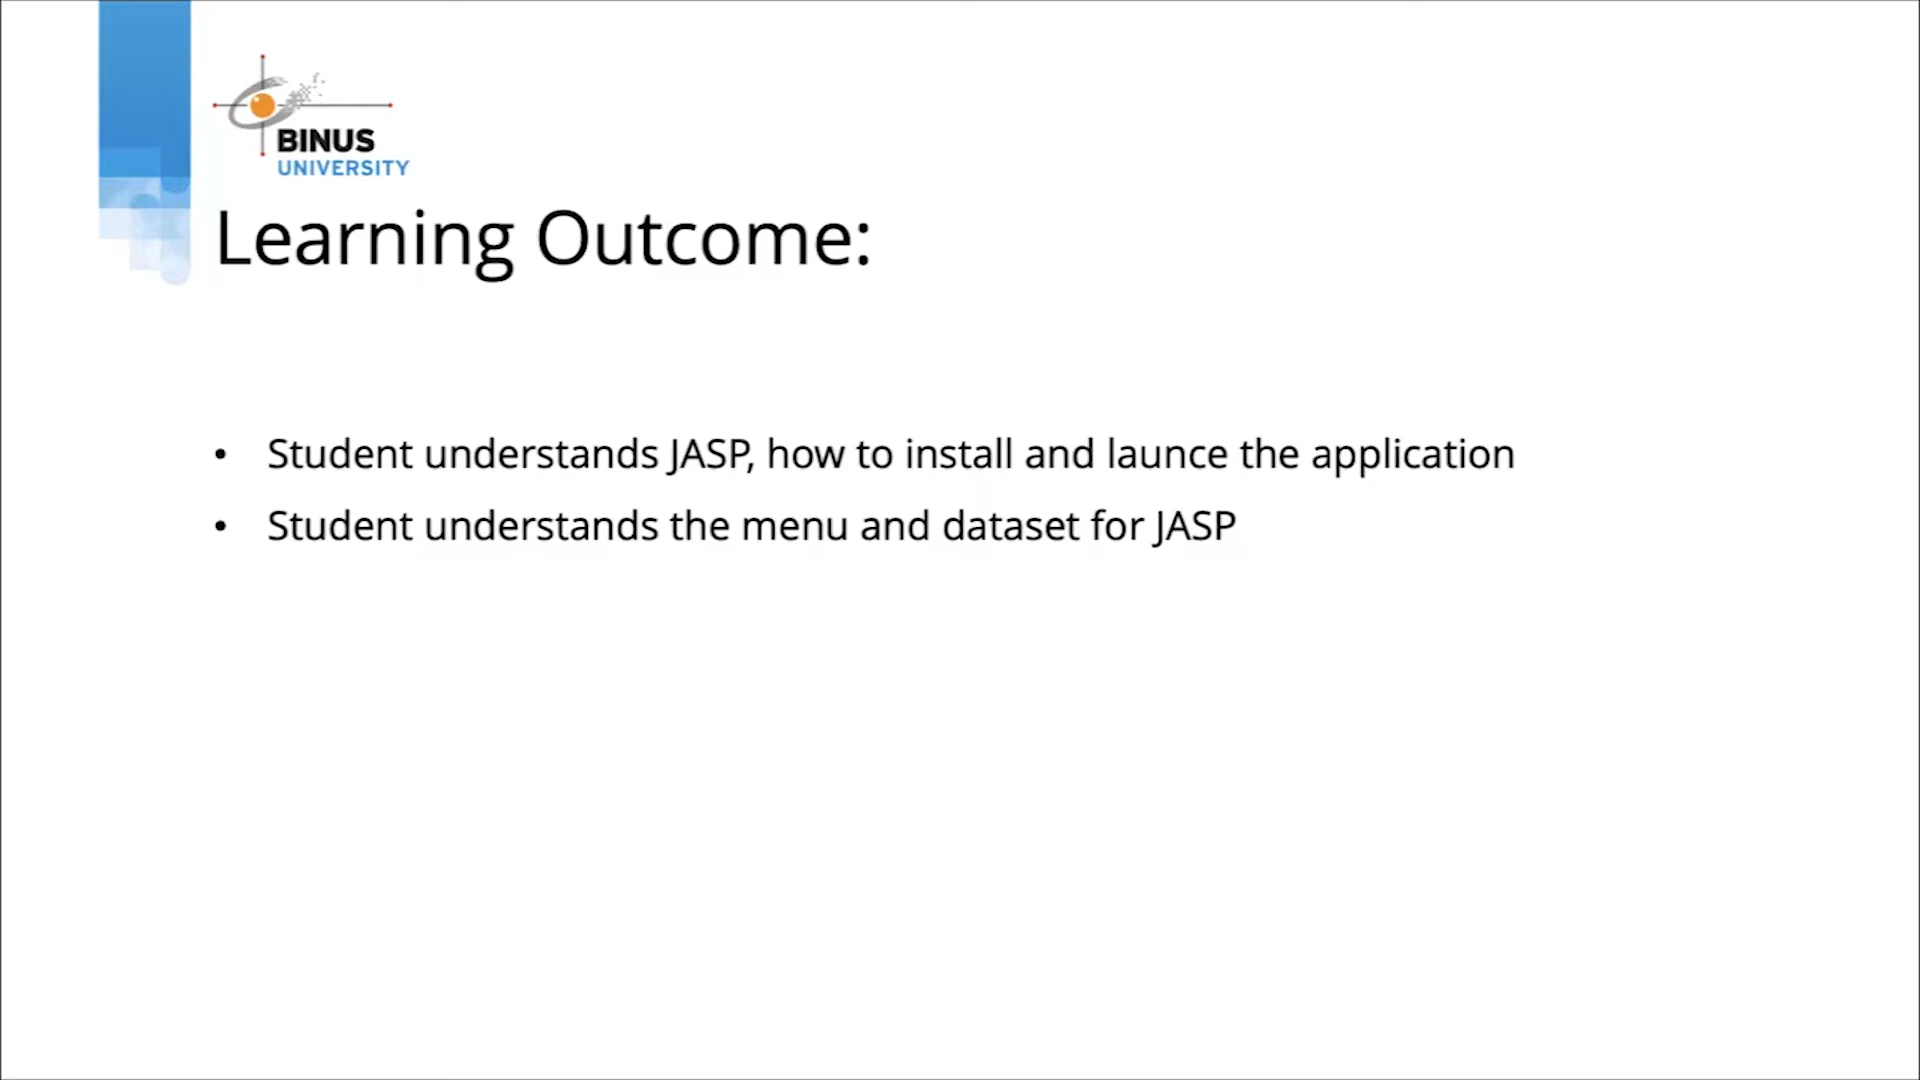 BINUS
UNIVERSITY
Learning Outcome:
• Student understands JASP, how to install and launce the application
• Student understands the menu and dataset for JASP